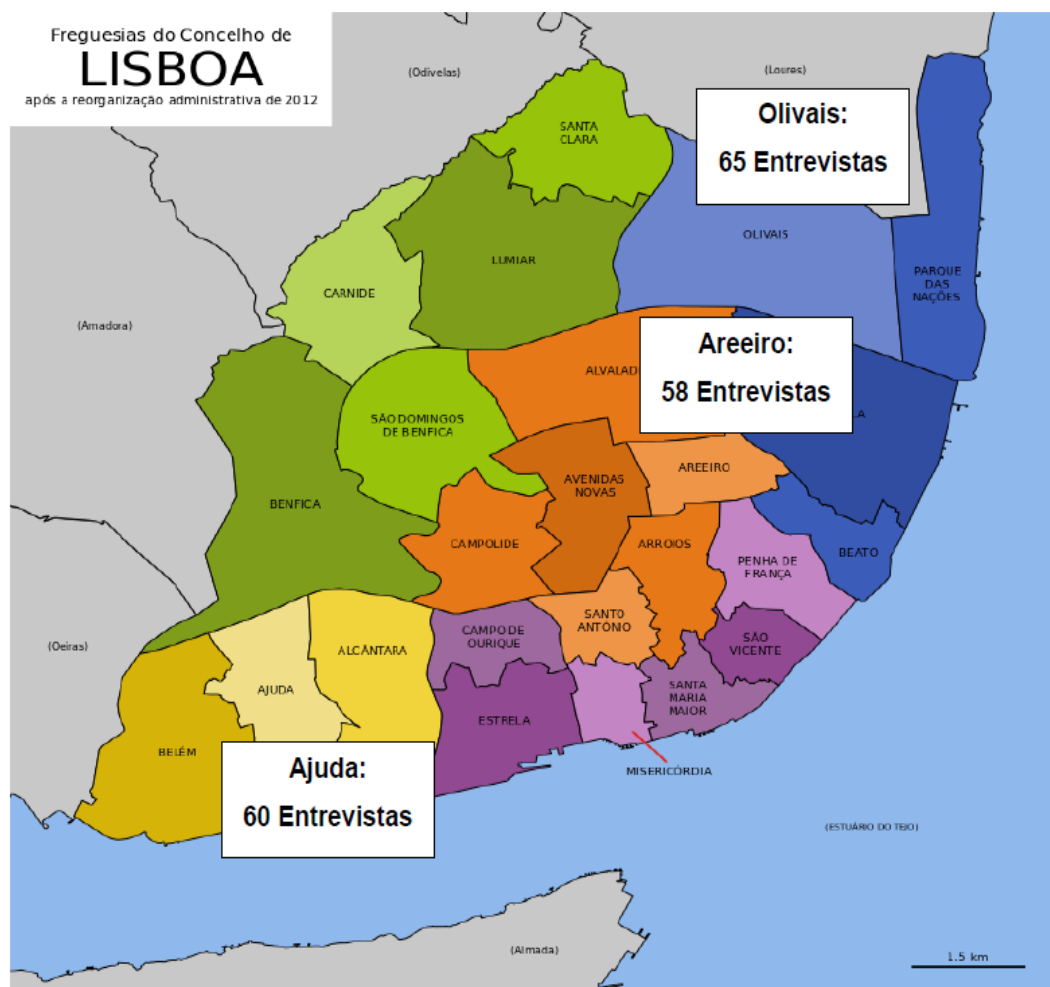 Freguesias do Concelho de
LISBOA
após a reorganização administrativa de 2012
(Odivelas)
(Loures)
Olivais:
65 Entrevistas
SANTA
CLARA
OLIVAIS
LUMIAR
PARQUE
DAS
NAÇÕES
CARNIDE
(Amadora)
Areeiro:
58 Entrevistas
ALVALAD
LA
SÃO DOMINGOS
DE BENFICA
AREEIRO
AVENIDAS
NOVAS
BENFICA
CAMPOLIDE
ARROIOS
PENHA DE
FRANÇA
BEATO
SANTO
ANTÓNIO
CAMPO DE
OURIQUE
(Oeiras)
ALCÂNTARA
SÃO
VICENTE
AJUDA
SANTA
MARIA
MAIOR
ESTRELA
BELÉM
MISERICÓRDIA
Ajuda:
60 Entrevistas
(ESTUÁRIO DO TEJO)
(Almada)
1.5 km